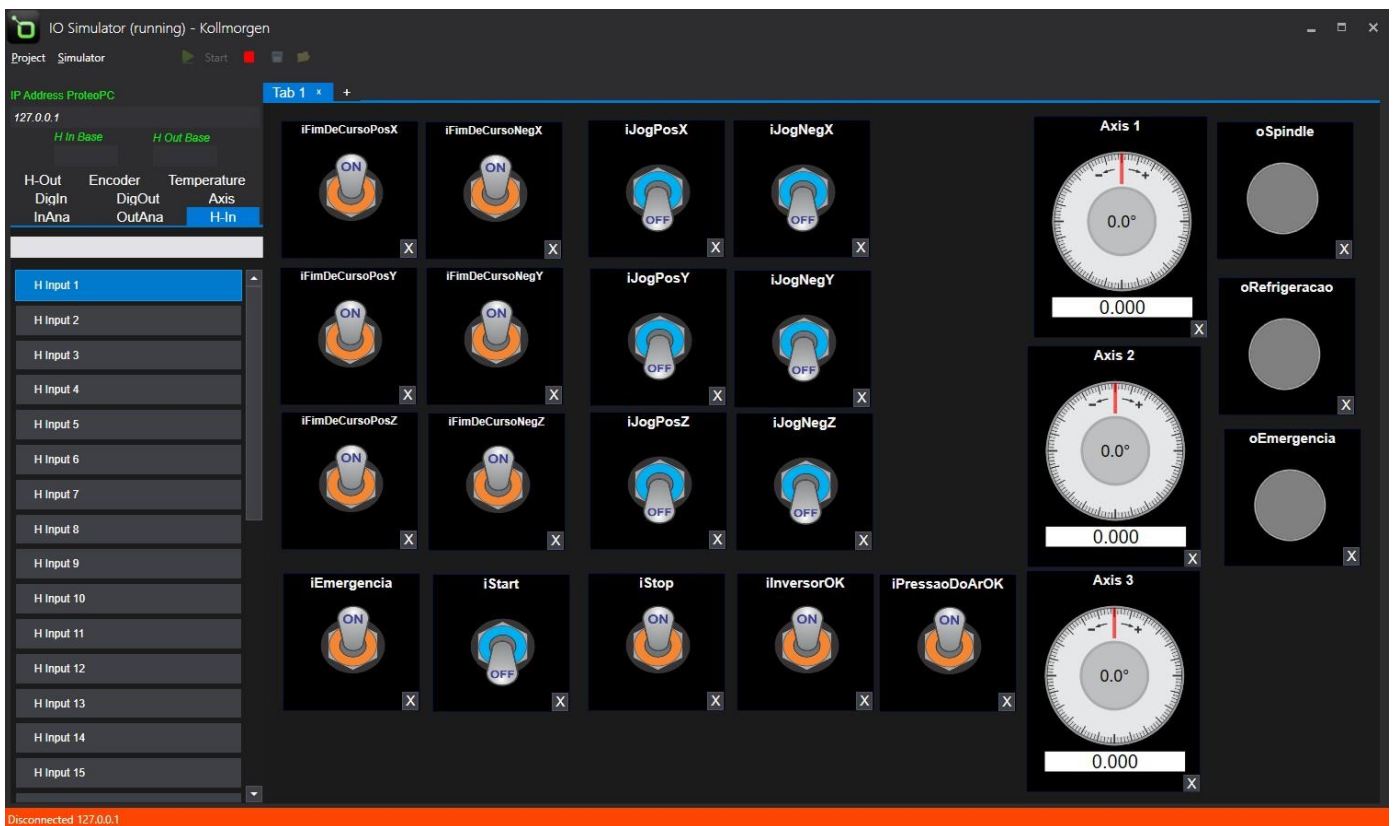 IO Simulator (running) - Kollmorgen
Project Simulator Start
IP Address ProteoPC
127.0.0.1
H In Base H Out Base
H-Out Encoder Temperature
DigIn DigOut Axis
InAna OutAna H-In
H Input 1
H Input 2
H Input 3
H Input 4
H Input 5
H Input 6
H Input 7
H Input 8
H Input 9
H Input 10
H Input 11
H Input 12
H Input 13
H Input 14
H Input 15
Tab 1 x +
iFimDeCursoPosX iFimDeCursoNegX iJogPosX iJogNegX
ON ON OFF OFF
X X X X
iFimDeCursoPosY iFimDeCursoNegY iJogPosY iJogNegY
ON ON OFF OFF
X X X X
iFimDeCursoPosZ iFimDeCursoNegZ iJogPosZ iJogNegZ
ON ON OFF OFF
X X X X
iEmergencia iStart iStop iInversorOK iPressaoDoArOK
ON OFF ON ON ON
X X X X X
Axis 1
- +
0.0°
0.000
X
Axis 2
- +
0.0°
0.000
X
Axis 3
- +
0.0°
0.000
X
oSpindle
X
oRefrigeracao
X
oEmergencia
X
Disconnected 127.0.0.1